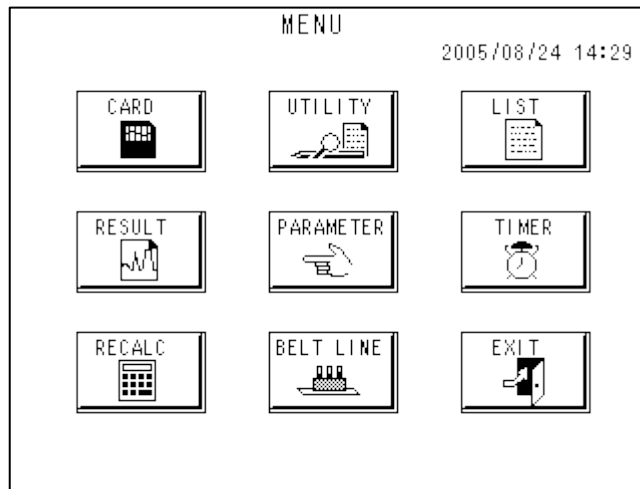 MENU
2005/08/24 14:29
CARD UTILITY LIST
RESULT PARAMETER TIMER
RECALC BELT LINE EXIT